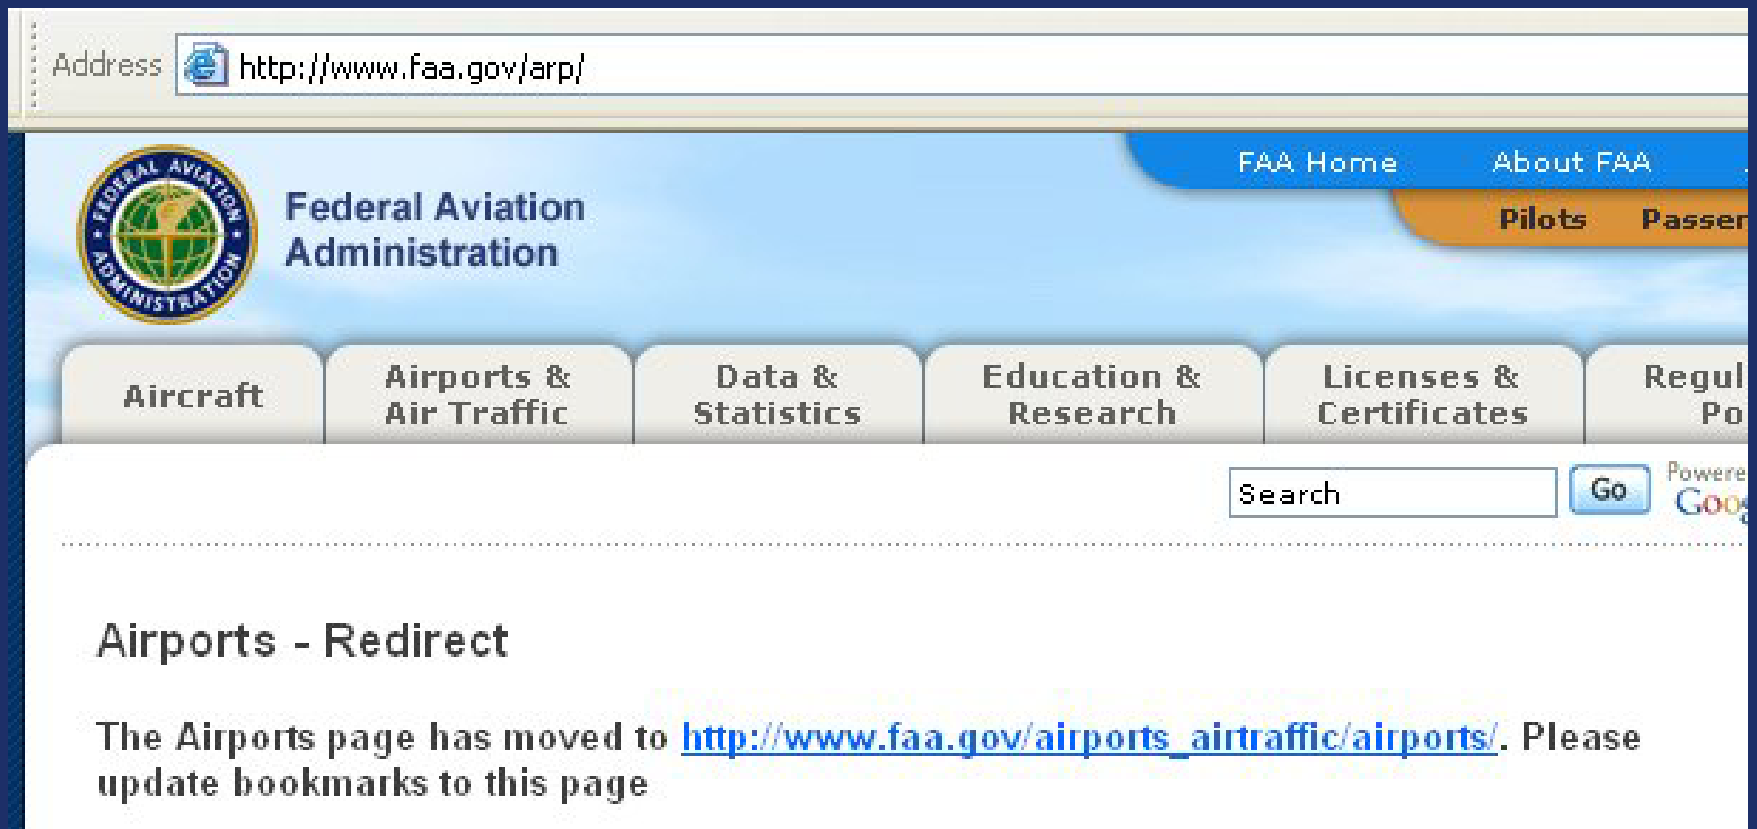 Address http://www.faa.gov/arp/
FAA Home About FAA
Pilots
FEDERAL AVIATION ADMINISTRATION
Federal Aviation
Administration
Aircraft
Airports &
Air Traffic
Data &
Statistics
Education &
Research
Licenses &
Certificates
Search Go
Airports - Redirect
The Airports page has moved to http://www.faa.gov/airports_airtraffic/airports/. Please
update bookmarks to this page